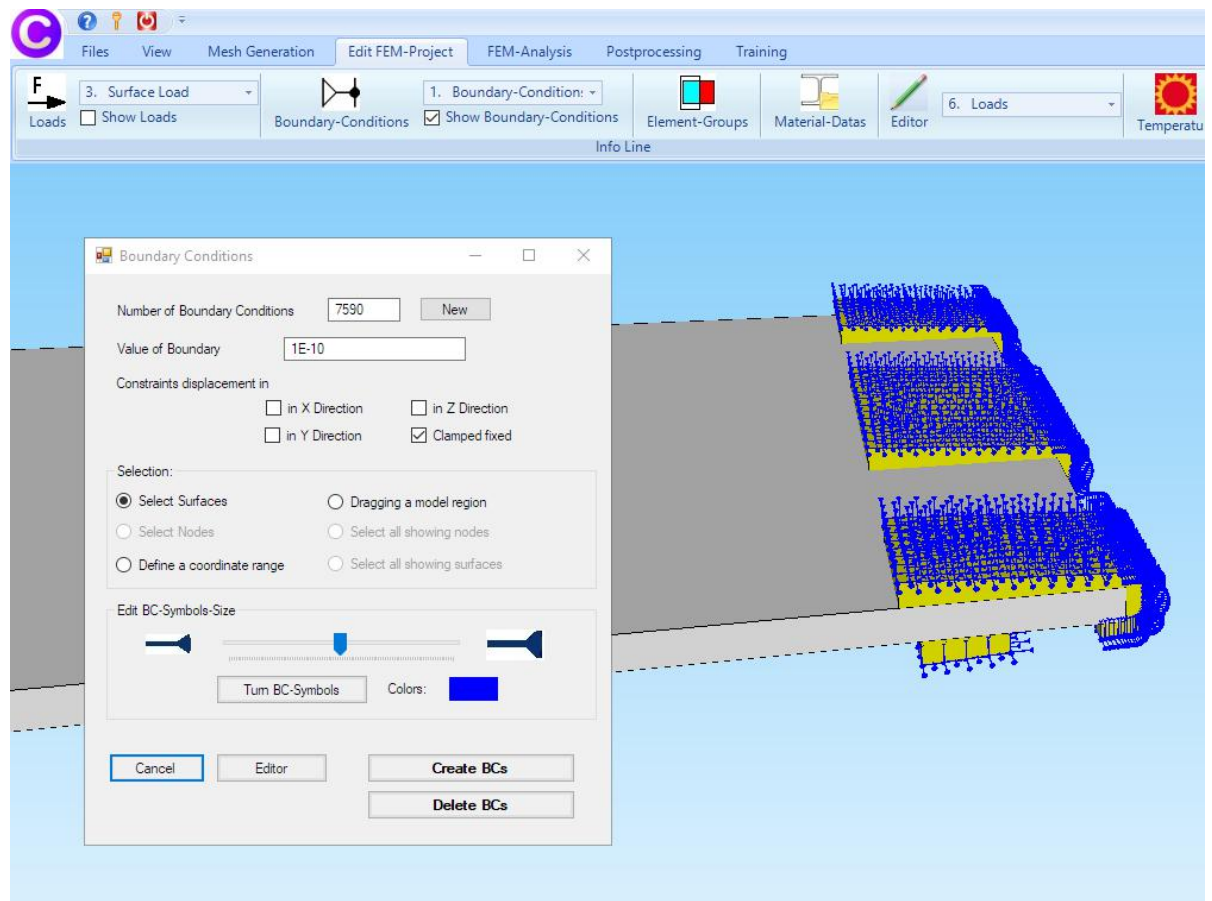 C
?
Files View Mesh Generation Edit FEM-Project FEM-Analysis Postprocessing Training
F
3. Surface Load
1. Boundary-Condition:
6. Loads
Show Loads
Show Boundary-Conditions
Loads Boundary-Conditions Element-Groups Material-Datas Editor Temperatu
Info Line
Boundary Conditions
Number of Boundary Conditions 7590 New
Value of Boundary 1E-10
Constraints displacement in
in X Direction in Z Direction
in Y Direction Clamped fixed
Selection:
Select Surfaces Dragging a model region
Select Nodes Select all showing nodes
Define a coordinate range Select all showing surfaces
Edit BC-Symbols-Size
Turn BC-Symbols Colors:
Cancel Editor Create BCs
Delete BCs